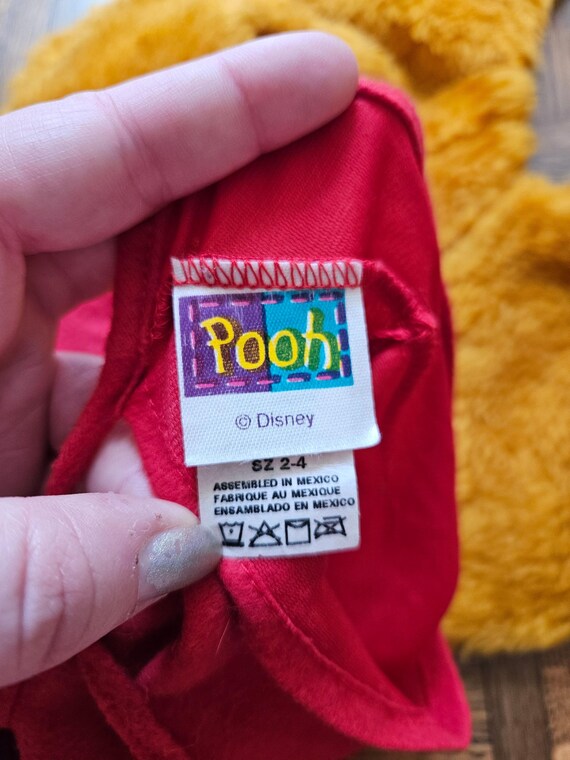 Pooh
© Disney
SZ 2-4
ASSEMBLED IN MEXICO
FABRIQUE AU MEXIQUE
ENSAMBLADO EN MEXICO